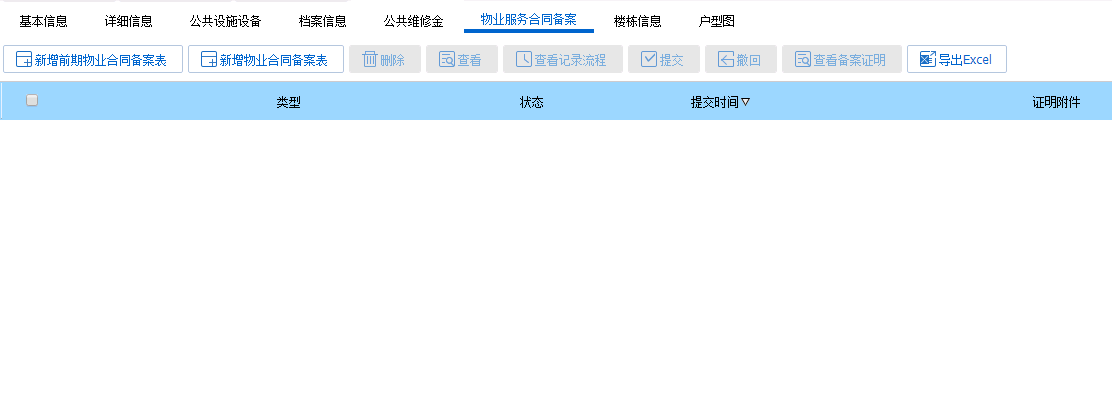 基本信息 详细信息 公共设施设备 档案信息 公共维修金 物业服务合同备案 楼栋信息 户型图
新增前期物业合同备案表 新增物业合同备案表 删除 查看 查看记录流程 提交 撤回 查看备案证明 导出Excel
类型 状态 提交时间 证明附件